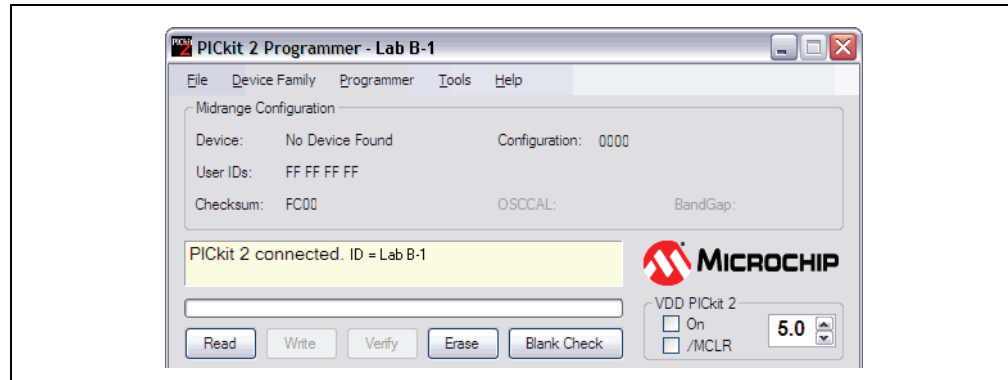 PICkit 2 Programmer - Lab B-1
File Device Family Programmer Tools Help
Midrange Configuration
Device: No Device Found Configuration: 0000
User IDs: FF FF FF FF
Checksum: FC00 OSCCAL: BandGap:
PICkit 2 connected. ID = Lab B-1
MICROCHIP
VDD PICkit 2
On
/MCLR
5.0
Read Write Verify Erase Blank Check